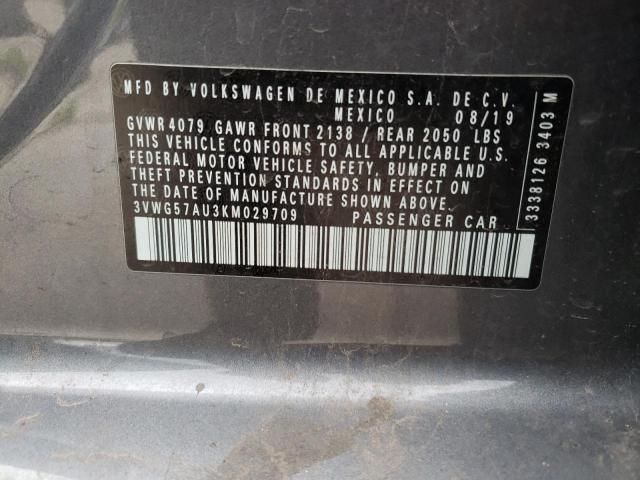 MFD BY VOLKSWAGEN DE MEXICO S.A. DE C.V.
MEXICO 08/19
GVWR 4079 GAWR FRONT 2138 / REAR 2050 LBS
THIS VEHICLE CONFORMS TO ALL APPLICABLE U.S.
FEDERAL MOTOR VEHICLE SAFETY, BUMPER AND
THEFT PREVENTION STANDARDS IN EFFECT ON
THE DATE OF MANUFACTURE SHOWN ABOVE.
3VWG57AU3KM029709 PASSENGER CAR
3338126 3403 M